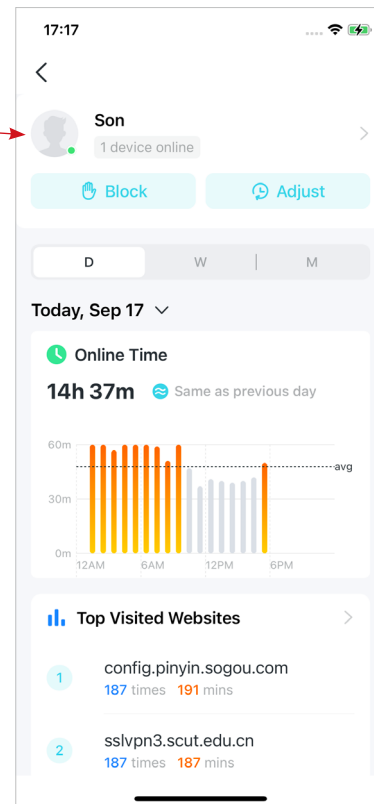 17:17
Son
1 device online
Block
Adjust
D W M
Today, Sep 17
Online Time
14h 37m Same as previous day
60m
avg
30m
0m
12AM 6AM 12PM 6PM
Top Visited Websites
1 config.pinyin.sogou.com
187 times 191 mins
2 sslvpn3.scut.edu.cn
187 times 187 mins